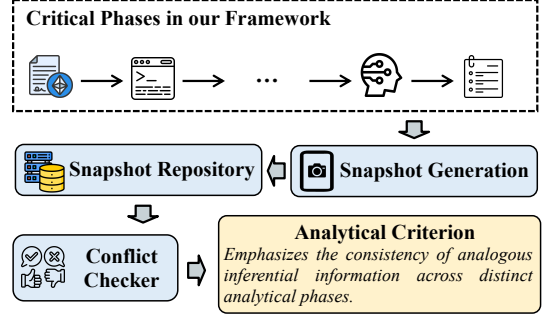 Critical Phases in our Framework
>_
...
Snapshot Repository
Snapshot Generation
Conflict
Checker
Analytical Criterion
Emphasizes the consistency of analogous
inferential information across distinct
analytical phases.